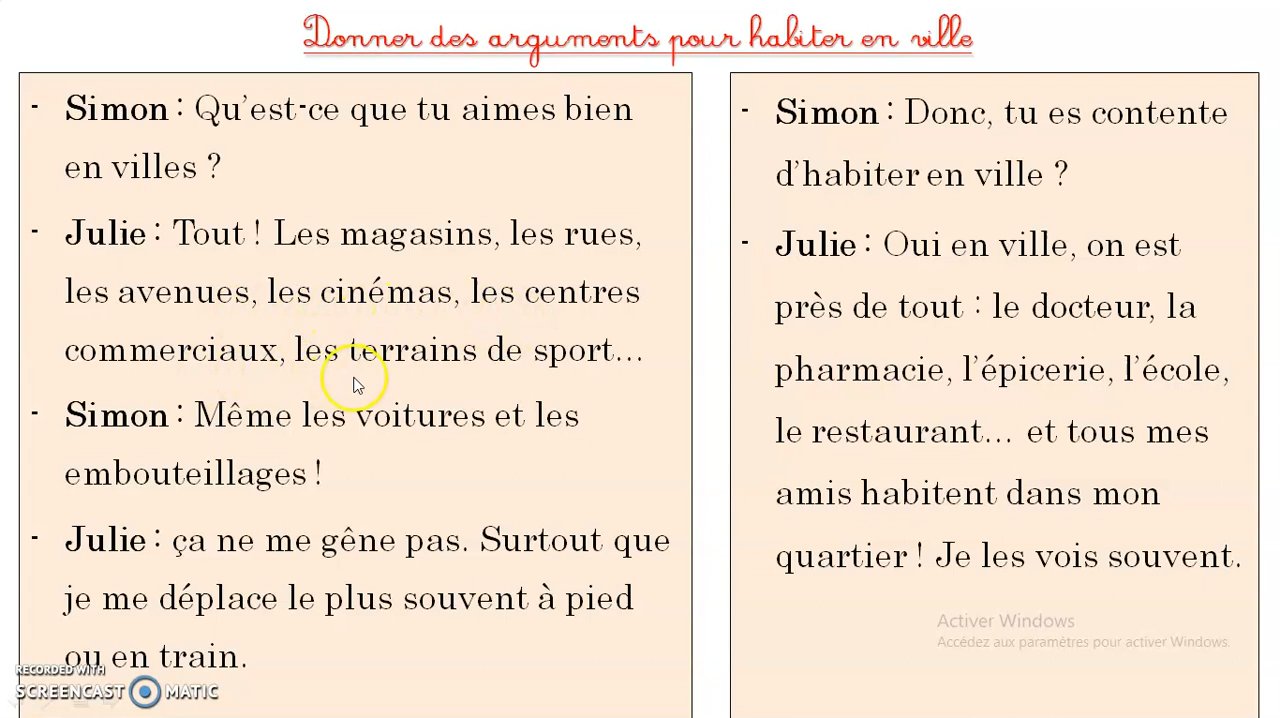 Donner des arguments pour habiter en ville
- Simon : Qu'est-ce que tu aimes bien
en villes ?
- Julie : Tout ! Les magasins, les rues,
les avenues, les cinémas, les centres
commerciaux, les terrains de sport...
- Simon : Même les voitures et les
embouteillages !
- Julie : ça ne me gêne pas. Surtout que
je me déplace le plus souvent à pied
ou en train.
- Simon : Donc, tu es contente
d'habiter en ville ?
- Julie : Oui en ville, on est
près de tout : le docteur, la
pharmacie, l'épicerie, l'école,
le restaurant... et tous mes
amis habitent dans mon
quartier ! Je les vois souvent.
Activer Windows
Accédez aux paramètres pour activer Windows.
RECORDED WITH
SCREENCAST MATIC